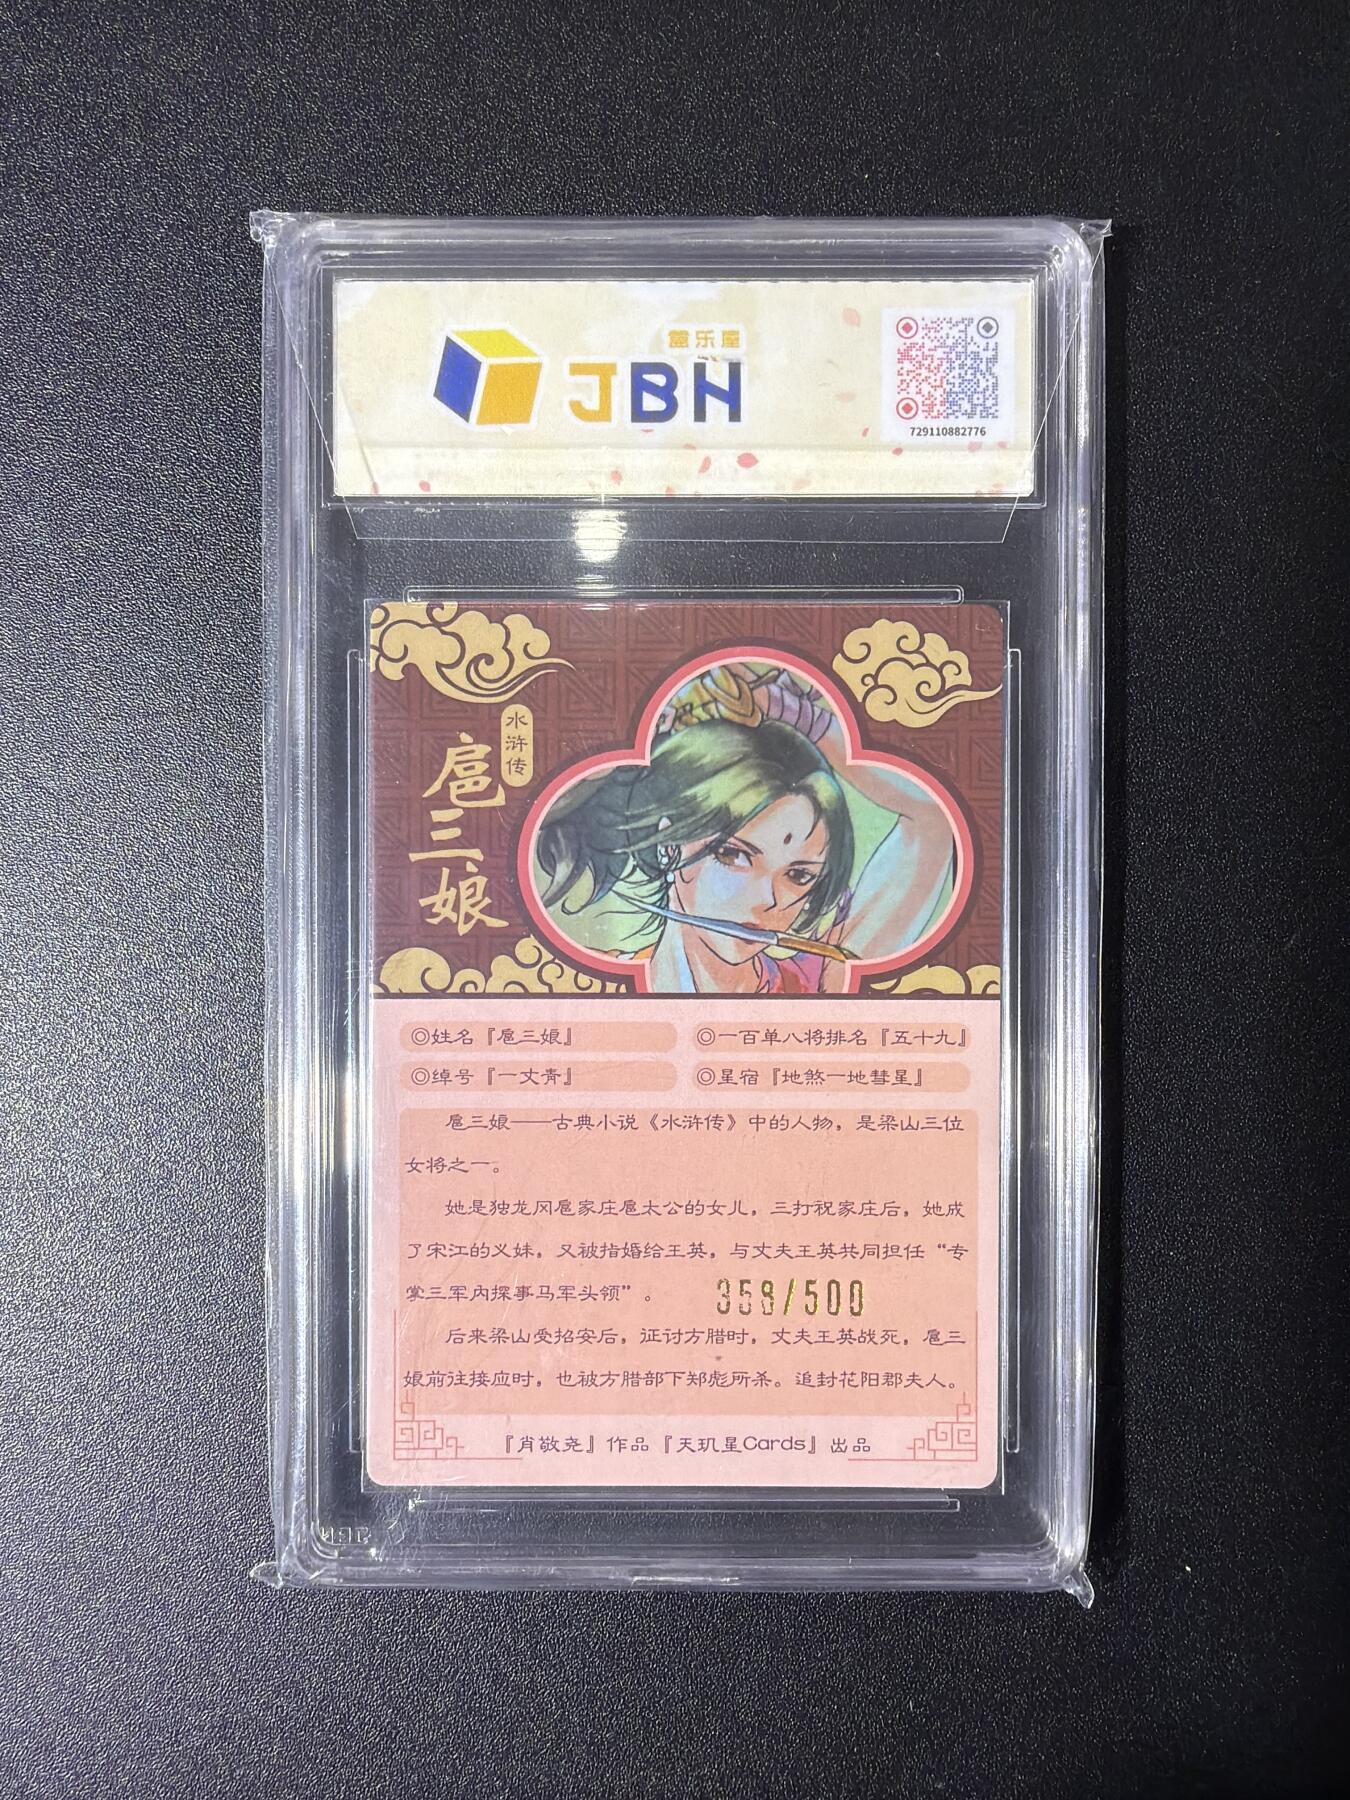 盒乐屋
JBH
729110882776
水浒传
扈三娘
◎姓名『扈三娘』
◎一百单八将排名『五十九』
◎绰号『一丈青』
◎星宿『地煞一地彗星』
扈三娘——古典小说《水浒传》中的人物，是梁山三位
女将之一。
她是独龙冈扈家庄扈太公的女儿，三打祝家庄后，她成
了宋江的义妹，又被指婚给王英，与丈夫王英共同担任“专
掌三军内探事马军头领”。
358/500
后来梁山受招安后，征讨方腊时，丈夫王英战死，扈三
娘前往接应时，也被方腊部下郑彪所杀。追封花阳郡夫人。
『肖敬尧』作品『天玑星Cards』出品